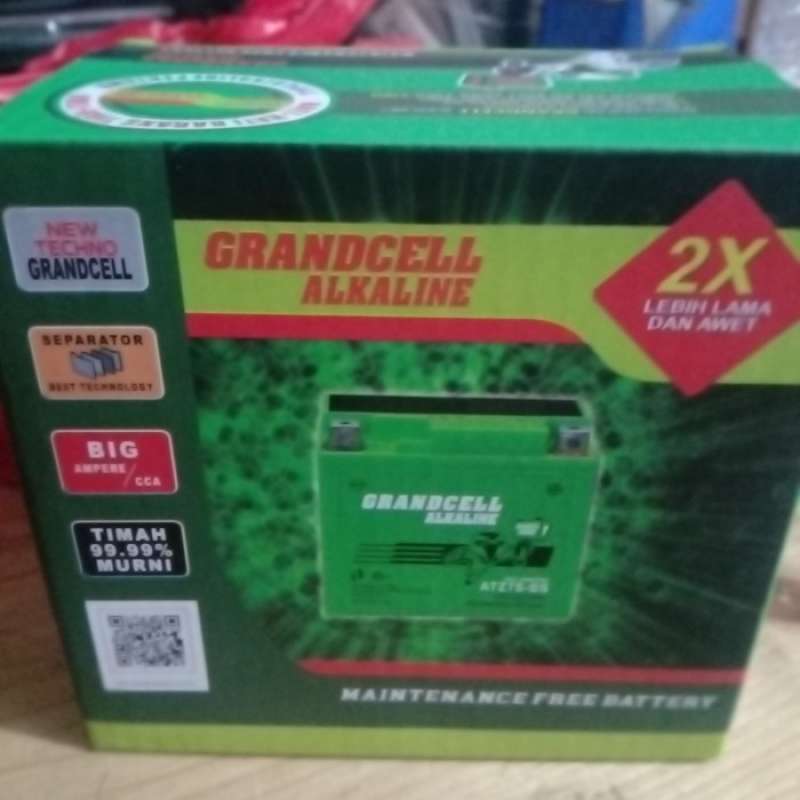 NEW
TECHNO
GRANDCELL
SEPARATOR
BEST TECHNOLOGY
BIG
AMPERE/CCA
TIMAH
99.99%
MURNI
GRANDCELL
ALKALINE
2X
LEBIH LAMA
DAN AWET
GRANDCELL
ALKALINE
MAINTENANCE FREE BATTERY